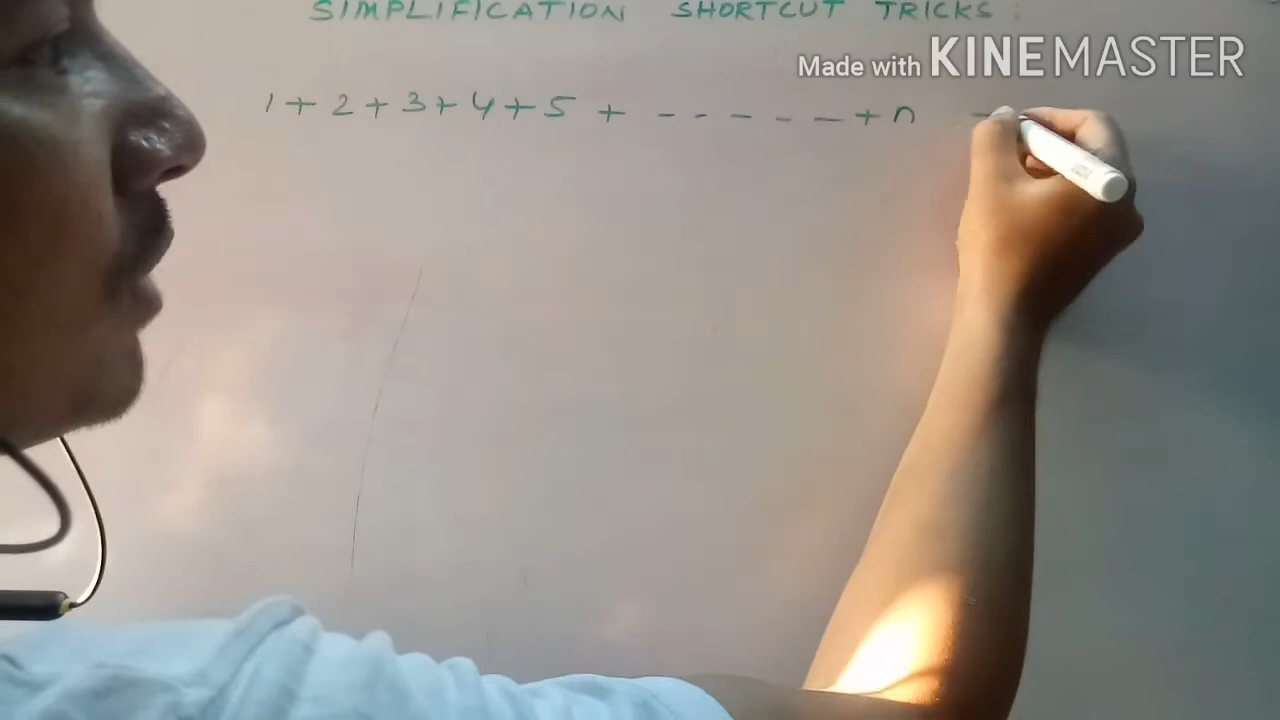 SIMPLIFICATION SHORTCUT TRICKS :
Made with KINEMASTER
1 + 2 + 3 + 4 + 5 + - - - - - + n